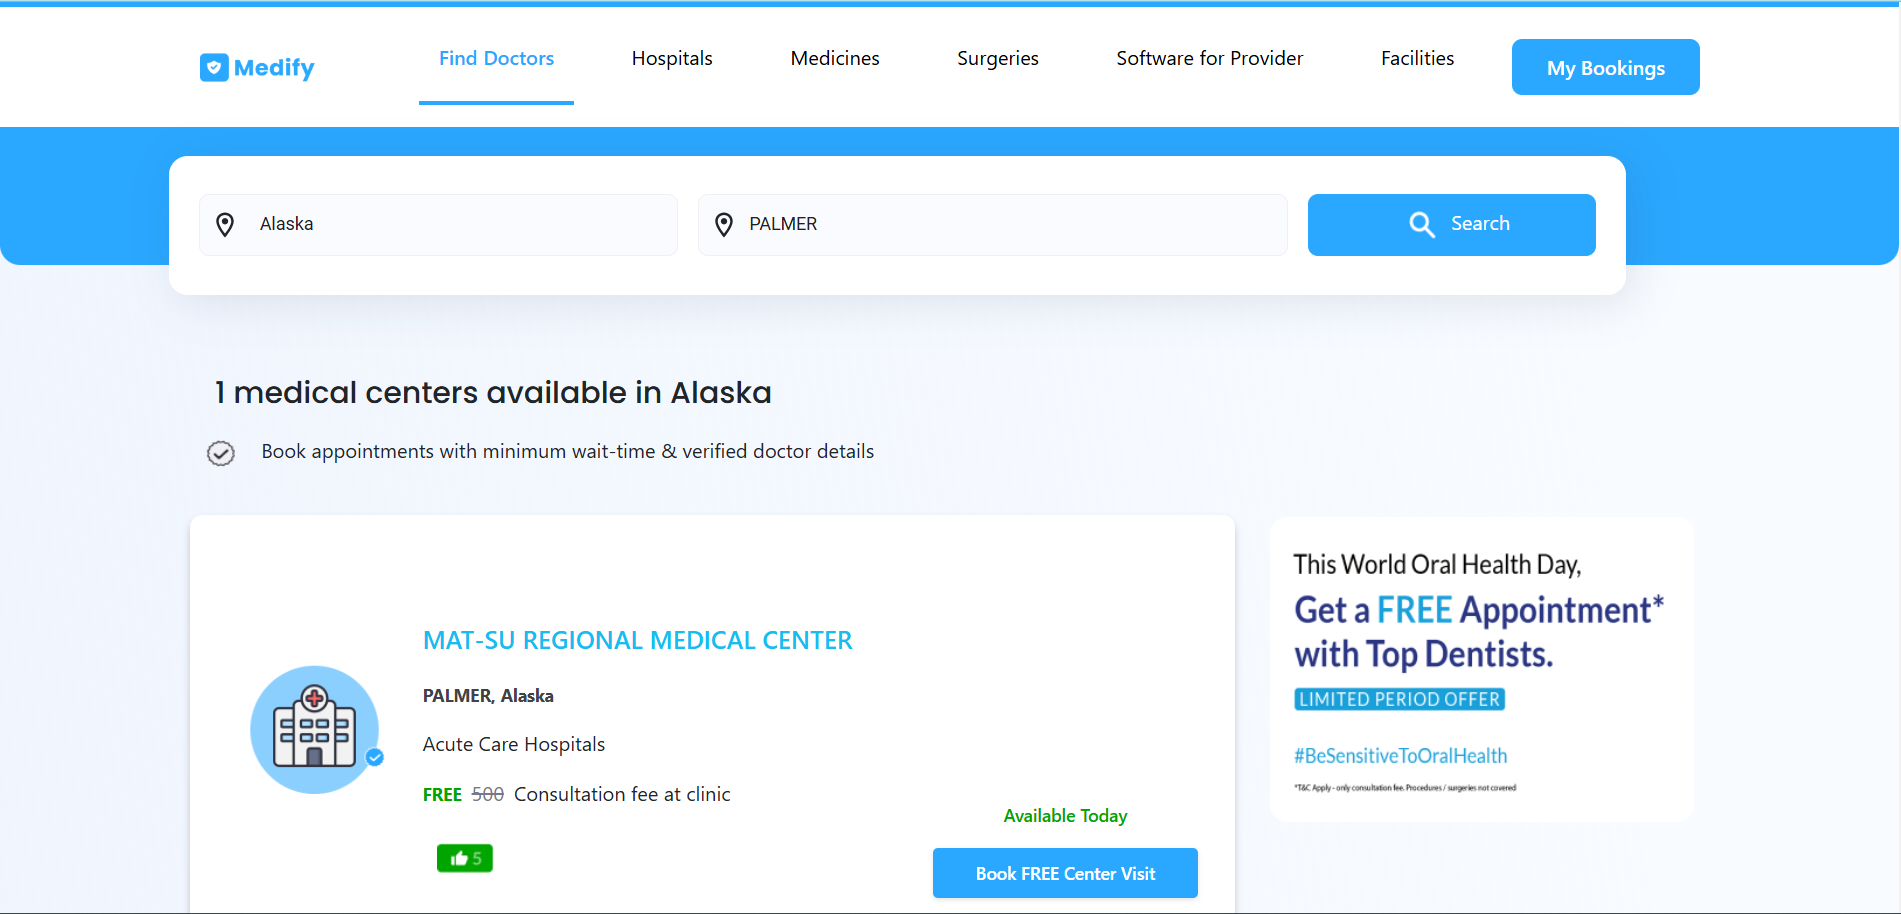 Medify
Find Doctors
Hospitals
Medicines
Surgeries
Software for Provider
Facilities
My Bookings
Alaska
PALMER
Search
1 medical centers available in Alaska
Book appointments with minimum wait-time & verified doctor details
MAT-SU REGIONAL MEDICAL CENTER
PALMER, Alaska
Acute Care Hospitals
FREE 500 Consultation fee at clinic
5
Available Today
Book FREE Center Visit
This World Oral Health Day,
Get a FREE Appointment*
with Top Dentists.
LIMITED PERIOD OFFER
#BeSensitiveToOralHealth
*T&C Apply - only consultation fee. Procedures / surgeries not covered